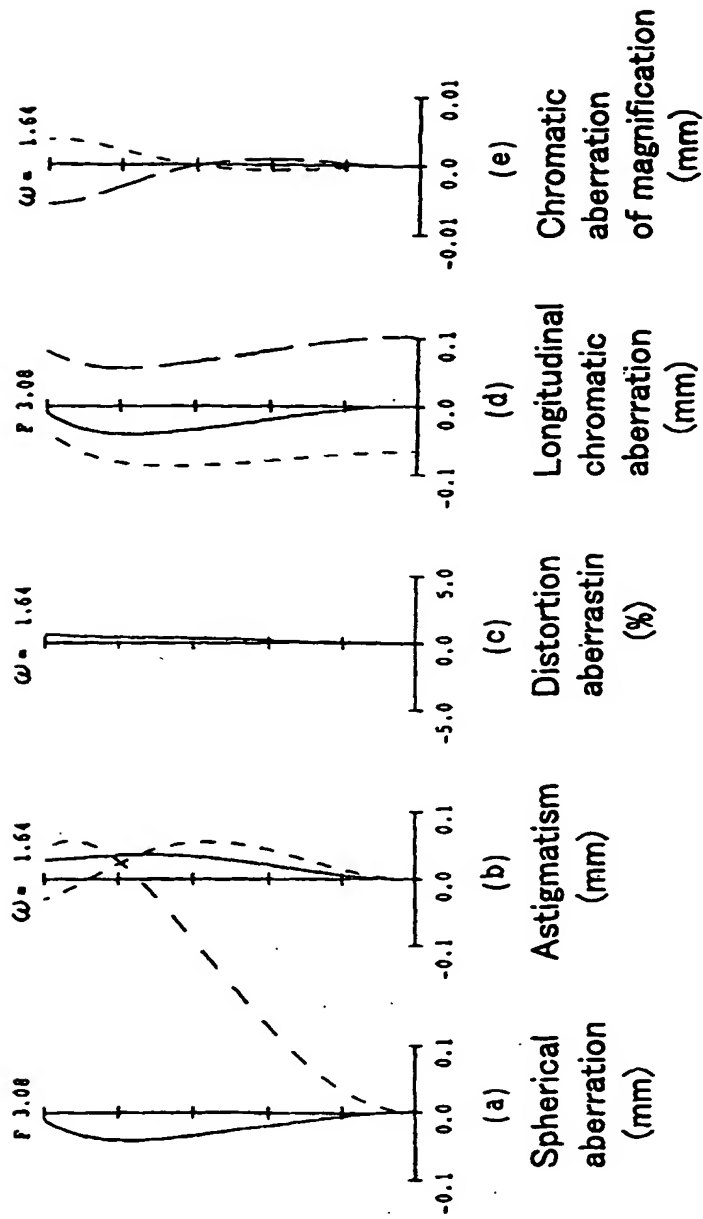 F 3.08
-0.1 0.0 0.1
(a)
Spherical
aberration
(mm)
ω= 1.64
-0.1 0.0 0.1
(b)
Astigmatism
(mm)
ω= 1.64
-5.0 0.0 5.0
(c)
Distortion
aberrastin
(%)
F 3.08
-0.1 0.0 0.1
(d)
Longitudinal
chromatic
aberration
(mm)
ω= 1.64
-0.01 0.0 0.01
(e)
Chromatic
aberration
of magnification
(mm)